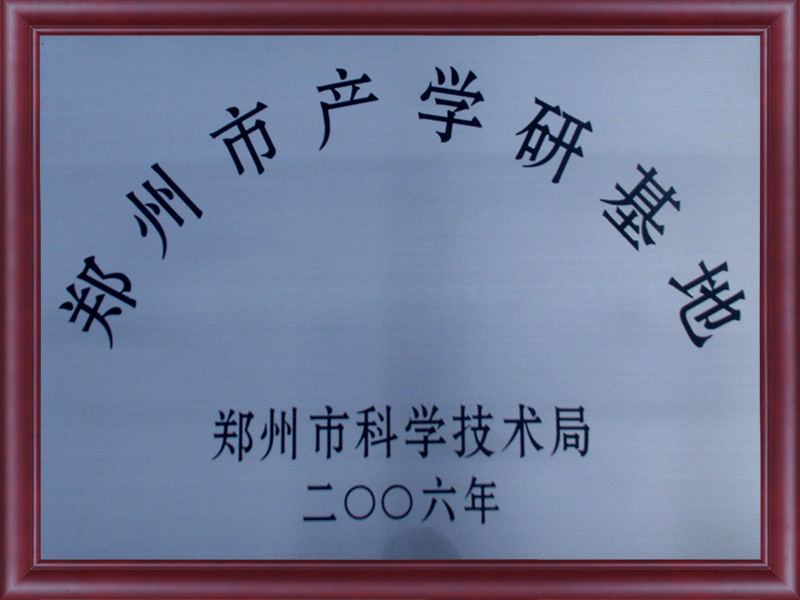 郑州市产学研基地
郑州市科学技术局
二〇〇六年